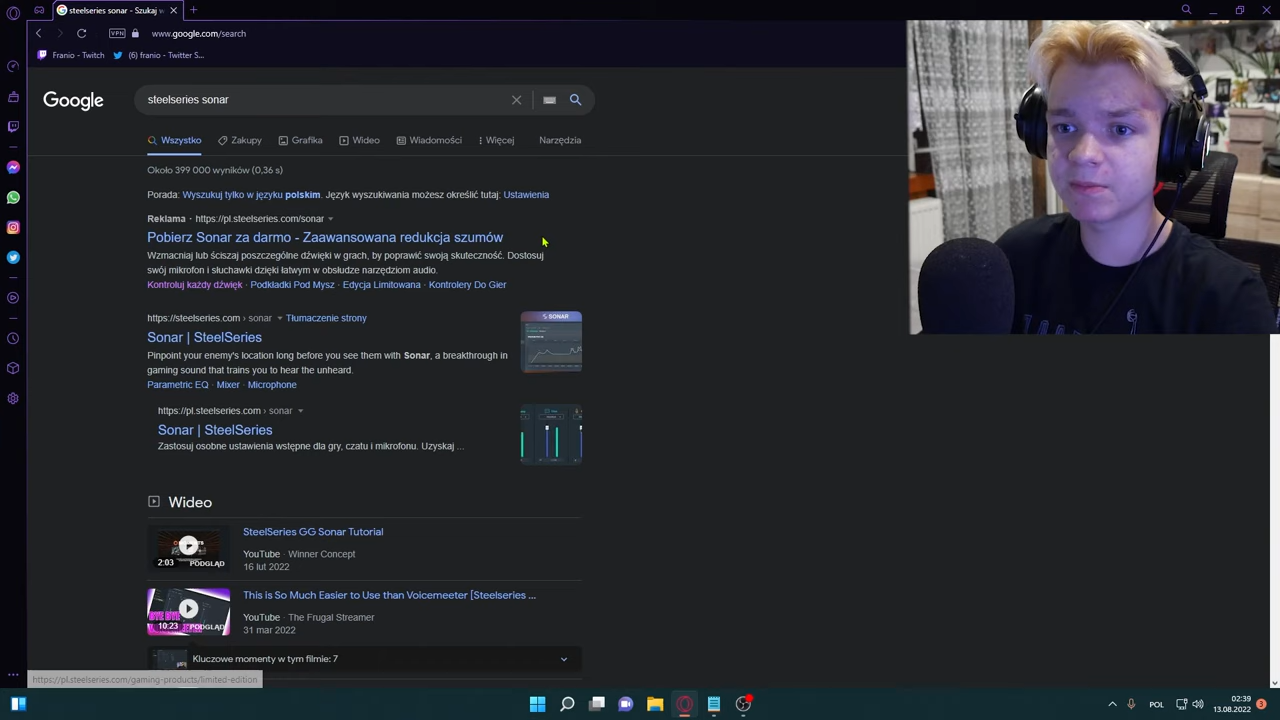 steelseries sonar - Szukaj w
VPN
www.google.com/search
Franio - Twitch
(6) franio - Twitter S...
Google
steelseries sonar
Wszystko
Zakupy
Grafika
Wideo
Wiadomości
Więcej
Narzędzia
Około 399 000 wyników (0,36 s)
Porada: Wyszukuj tylko w języku polskim. Język wyszukiwania możesz określić tutaj: Ustawienia
Reklama · https://pl.steelseries.com/sonar
Pobierz Sonar za darmo - Zaawansowana redukcja szumów
Wzmacniaj lub ściszaj poszczególne dźwięki w grach, by poprawić swoją skuteczność. Dostosuj
swój mikrofon i słuchawki dzięki łatwym w obsłudze narzędziom audio.
Kontroluj każdy dźwięk · Podkładki Pod Mysz · Edycja Limitowana · Kontrolery Do Gier
https://steelseries.com › sonar
Tłumaczenie strony
Sonar | SteelSeries
Pinpoint your enemy's location long before you see them with Sonar, a breakthrough in
gaming sound that trains you to hear the unheard.
Parametric EQ · Mixer · Microphone
SONAR
https://pl.steelseries.com › sonar
Sonar | SteelSeries
Zastosuj osobne ustawienia wstępne dla gry, czatu i mikrofonu. Uzyskaj ...
Wideo
SteelSeries GG Sonar Tutorial
YouTube · Winner Concept
16 lut 2022
2:03
PODGLĄD
This is So Much Easier to Use than Voicemeeter [Steelseries ...
YouTube · The Frugal Streamer
31 mar 2022
BYE
10:23
PODGLĄD
Kluczowe momenty w tym filmie: 7
https://pl.steelseries.com/gaming-products/limited-edition
POL
02:39
13.08.2022
3